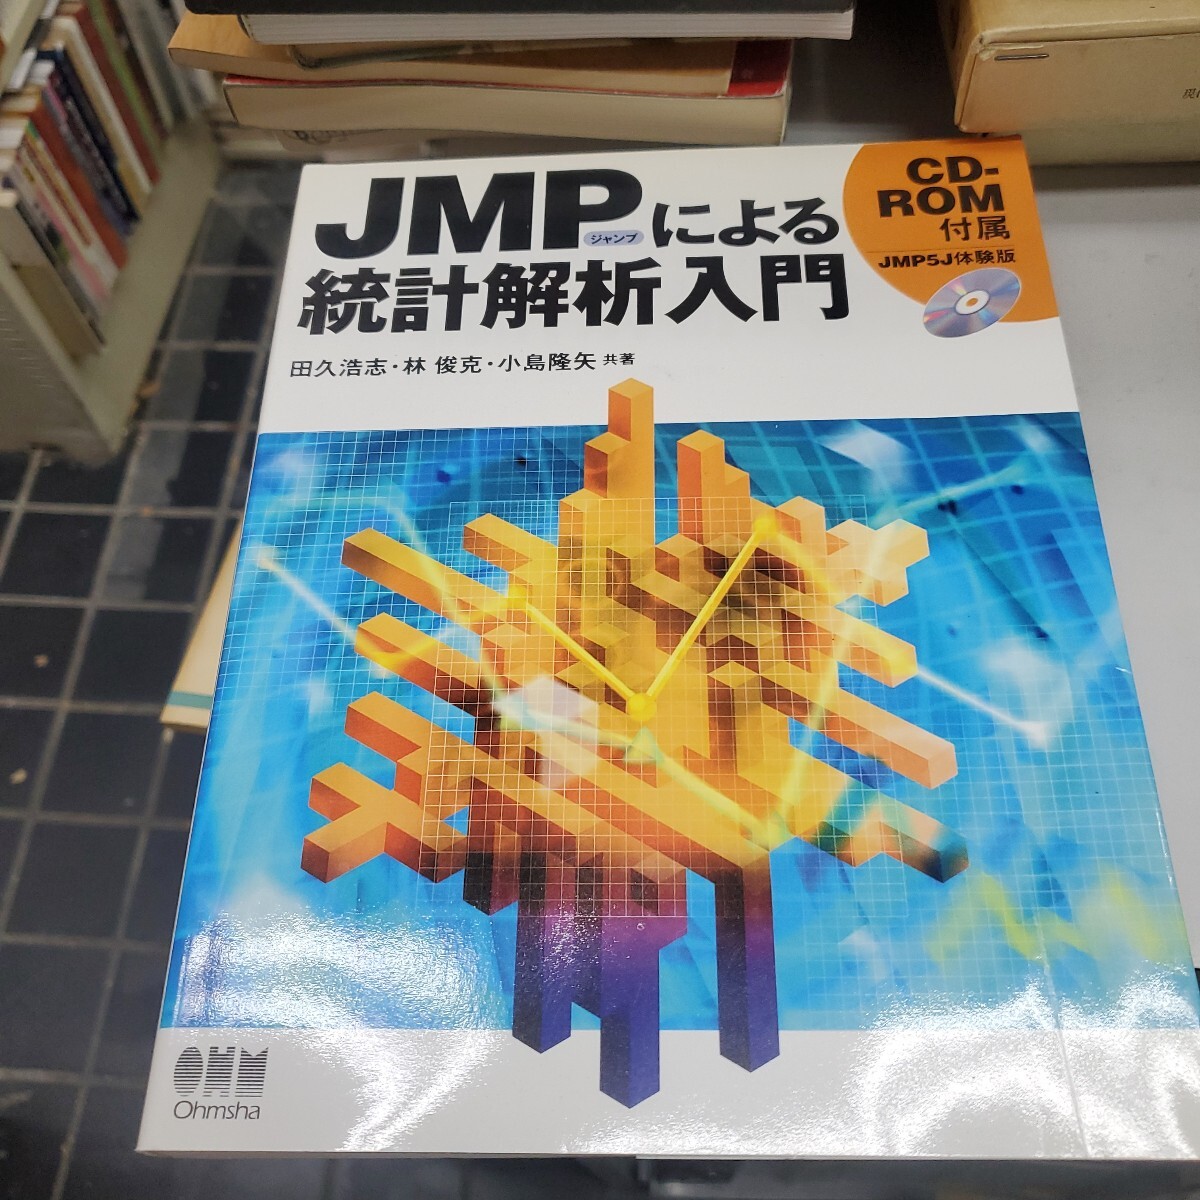 JMPによる
ジャンプ
統計解析入門
田久浩志・林 俊克・小島隆矢 共著
CD-
ROM
付属
JMP5J体験版
OHM
Ohmsha